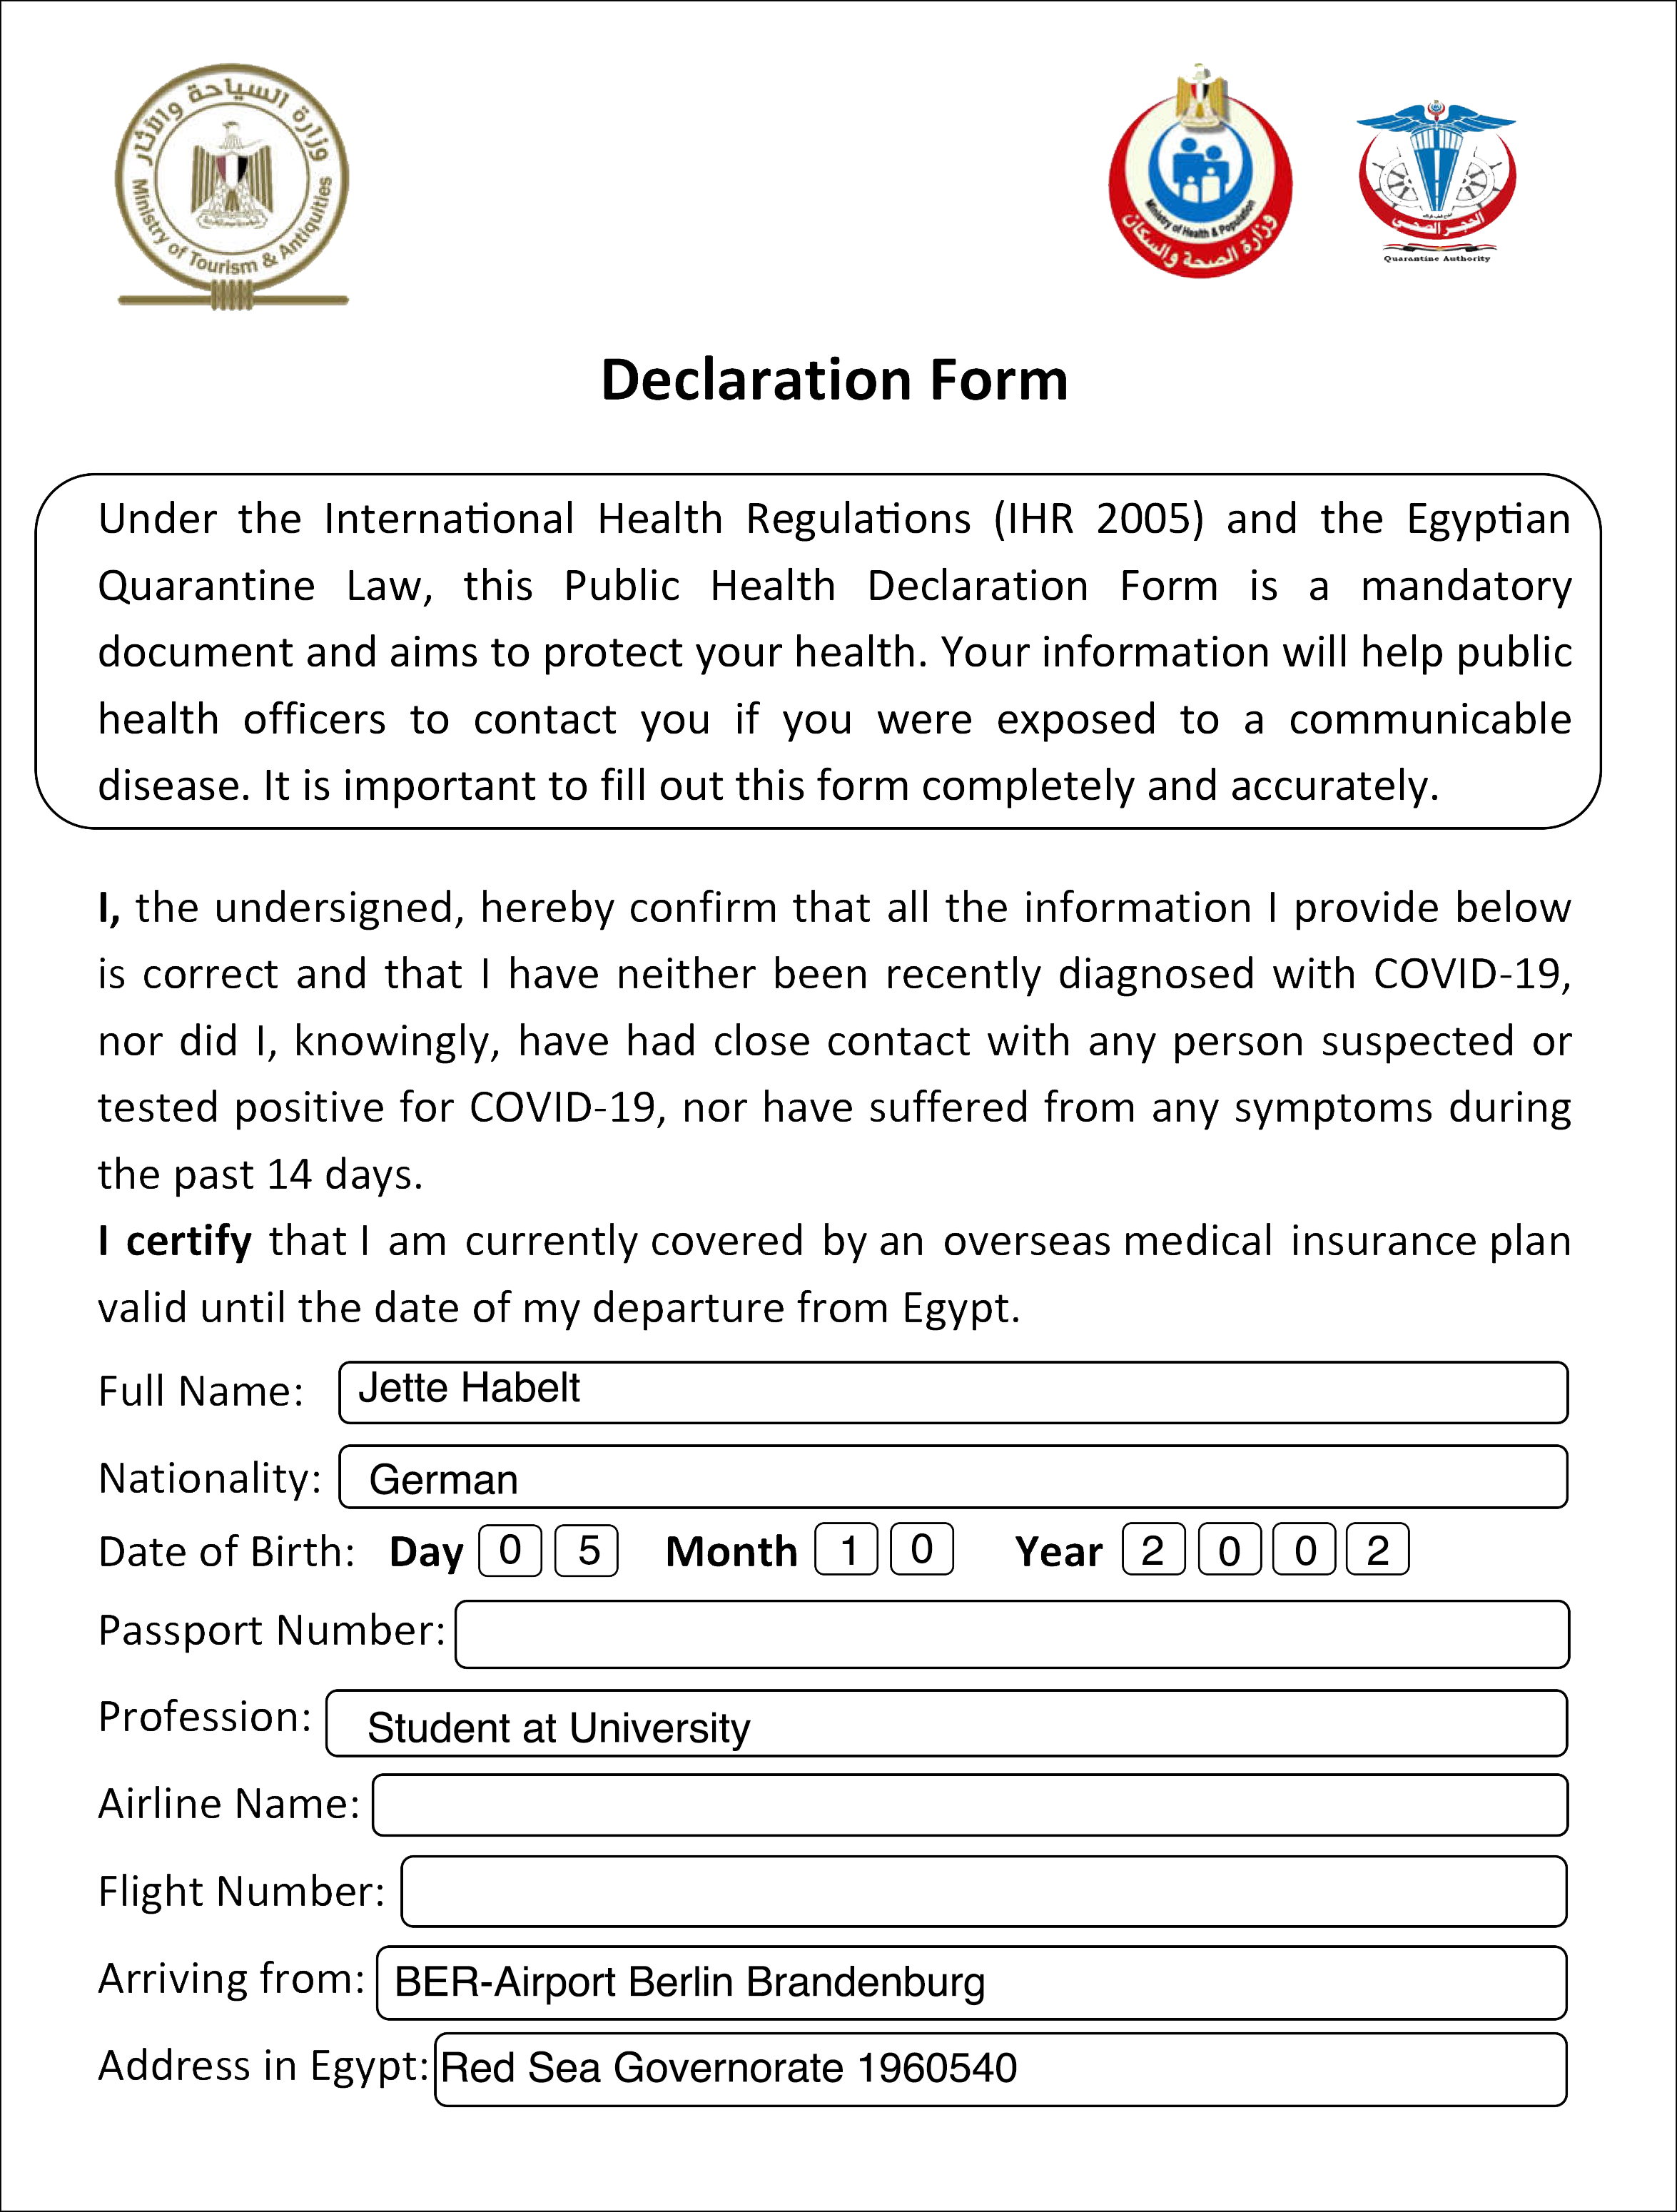 وزارة السياحة والآثار
Ministry of Tourism & Antiquities
Ministry of Health & Population
وزارة الصحة والسكان
الحجر الصحي
Quarantine Authority
Declaration Form
Under the International Health Regulations (IHR 2005) and the Egyptian
Quarantine Law, this Public Health Declaration Form is a mandatory
document and aims to protect your health. Your information will help public
health officers to contact you if you were exposed to a communicable
disease. It is important to fill out this form completely and accurately.
I, the undersigned, hereby confirm that all the information I provide below
is correct and that I have neither been recently diagnosed with COVID-19,
nor did I, knowingly, have had close contact with any person suspected or
tested positive for COVID-19, nor have suffered from any symptoms during
the past 14 days.
I certify that I am currently covered by an overseas medical insurance plan
valid until the date of my departure from Egypt.
Full Name: Jette Habelt
Nationality: German
Date of Birth: Day 0 5 Month 1 0 Year 2 0 0 2
Passport Number:
Profession: Student at University
Airline Name:
Flight Number:
Arriving from: BER-Airport Berlin Brandenburg
Address in Egypt: Red Sea Governorate 1960540